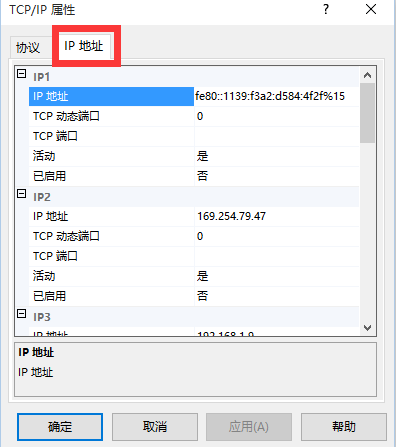 TCP/IP 属性
? ×
协议 IP 地址
IP1
IP 地址 fe80::1139:f3a2:d584:4f2f%15
TCP 动态端口 0
TCP 端口
活动 是
已启用 否
IP2
IP 地址 169.254.79.47
TCP 动态端口 0
TCP 端口
活动 是
已启用 否
IP3
IP 地址 192.168.1.9
IP 地址
IP 地址
确定 取消 应用(A) 帮助